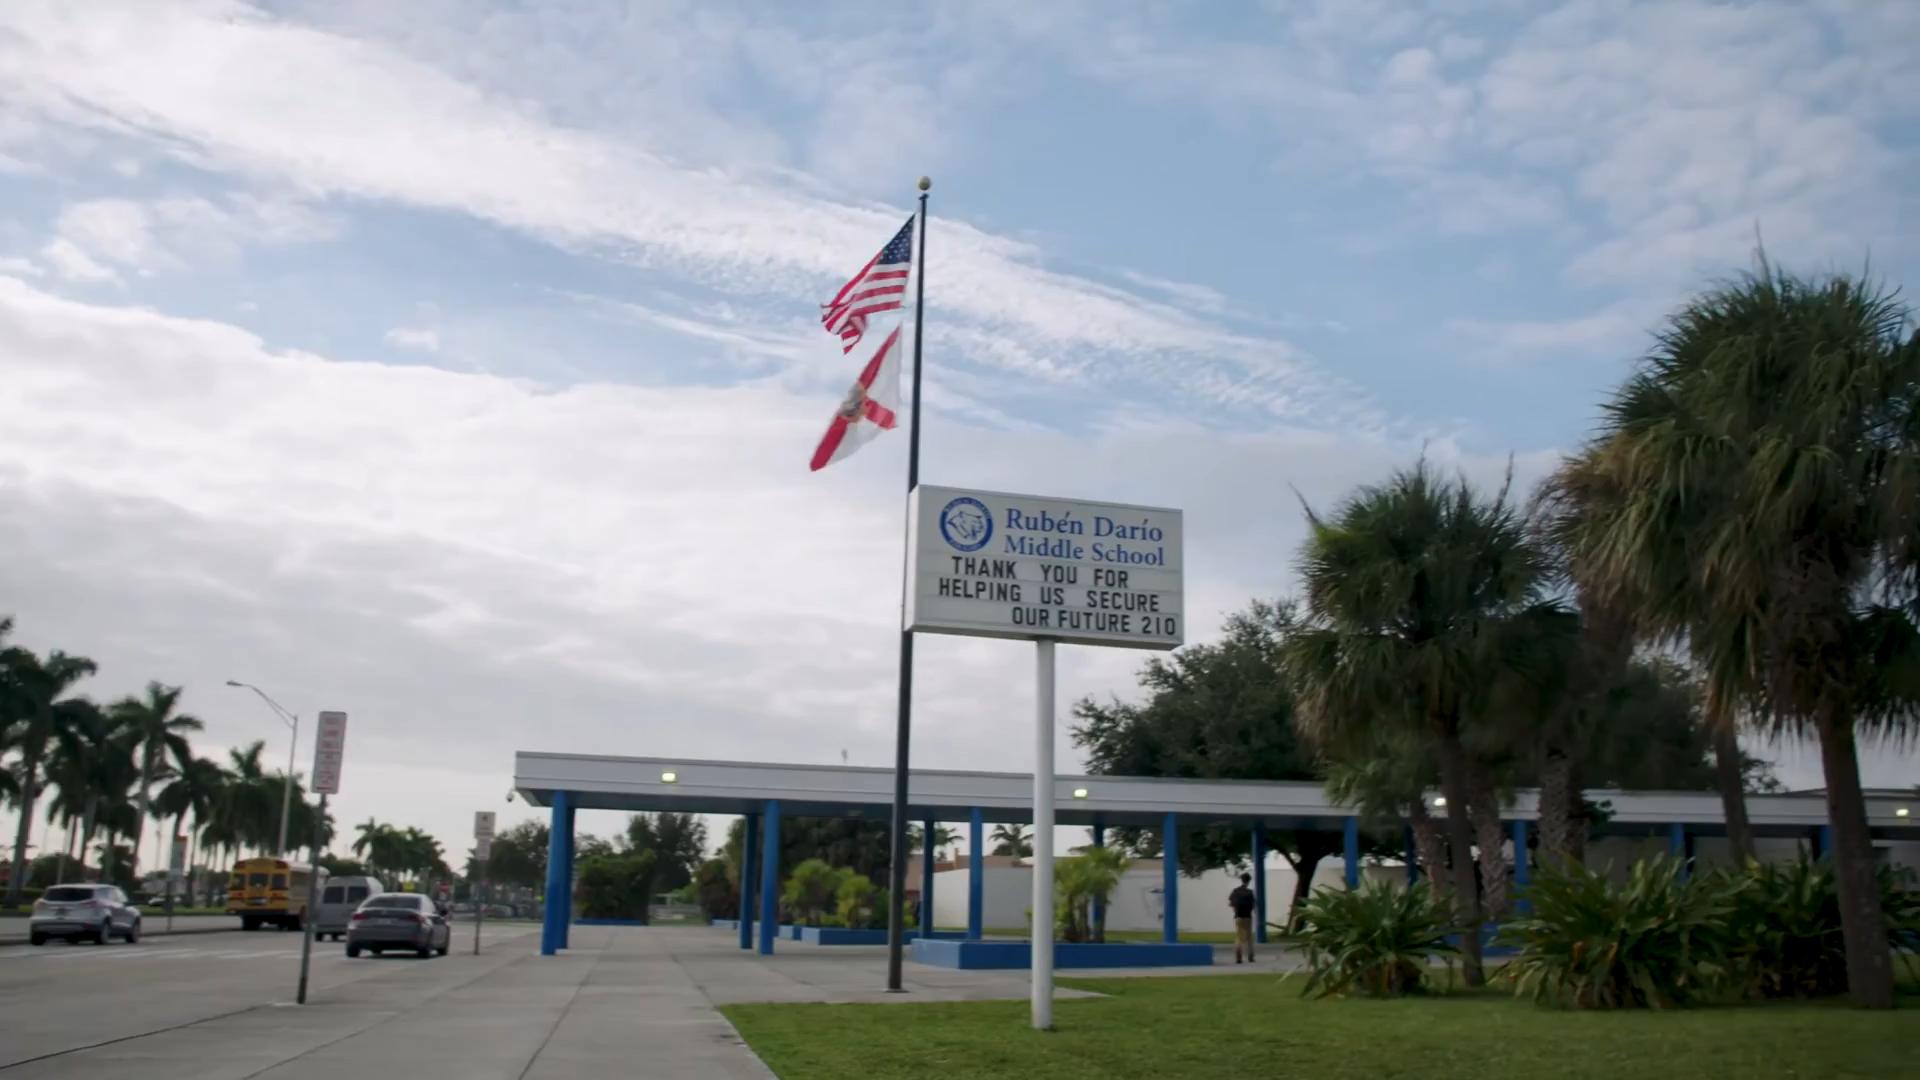 Rubén Darío
Middle School
THANK YOU FOR
HELPING US SECURE
OUR FUTURE 210